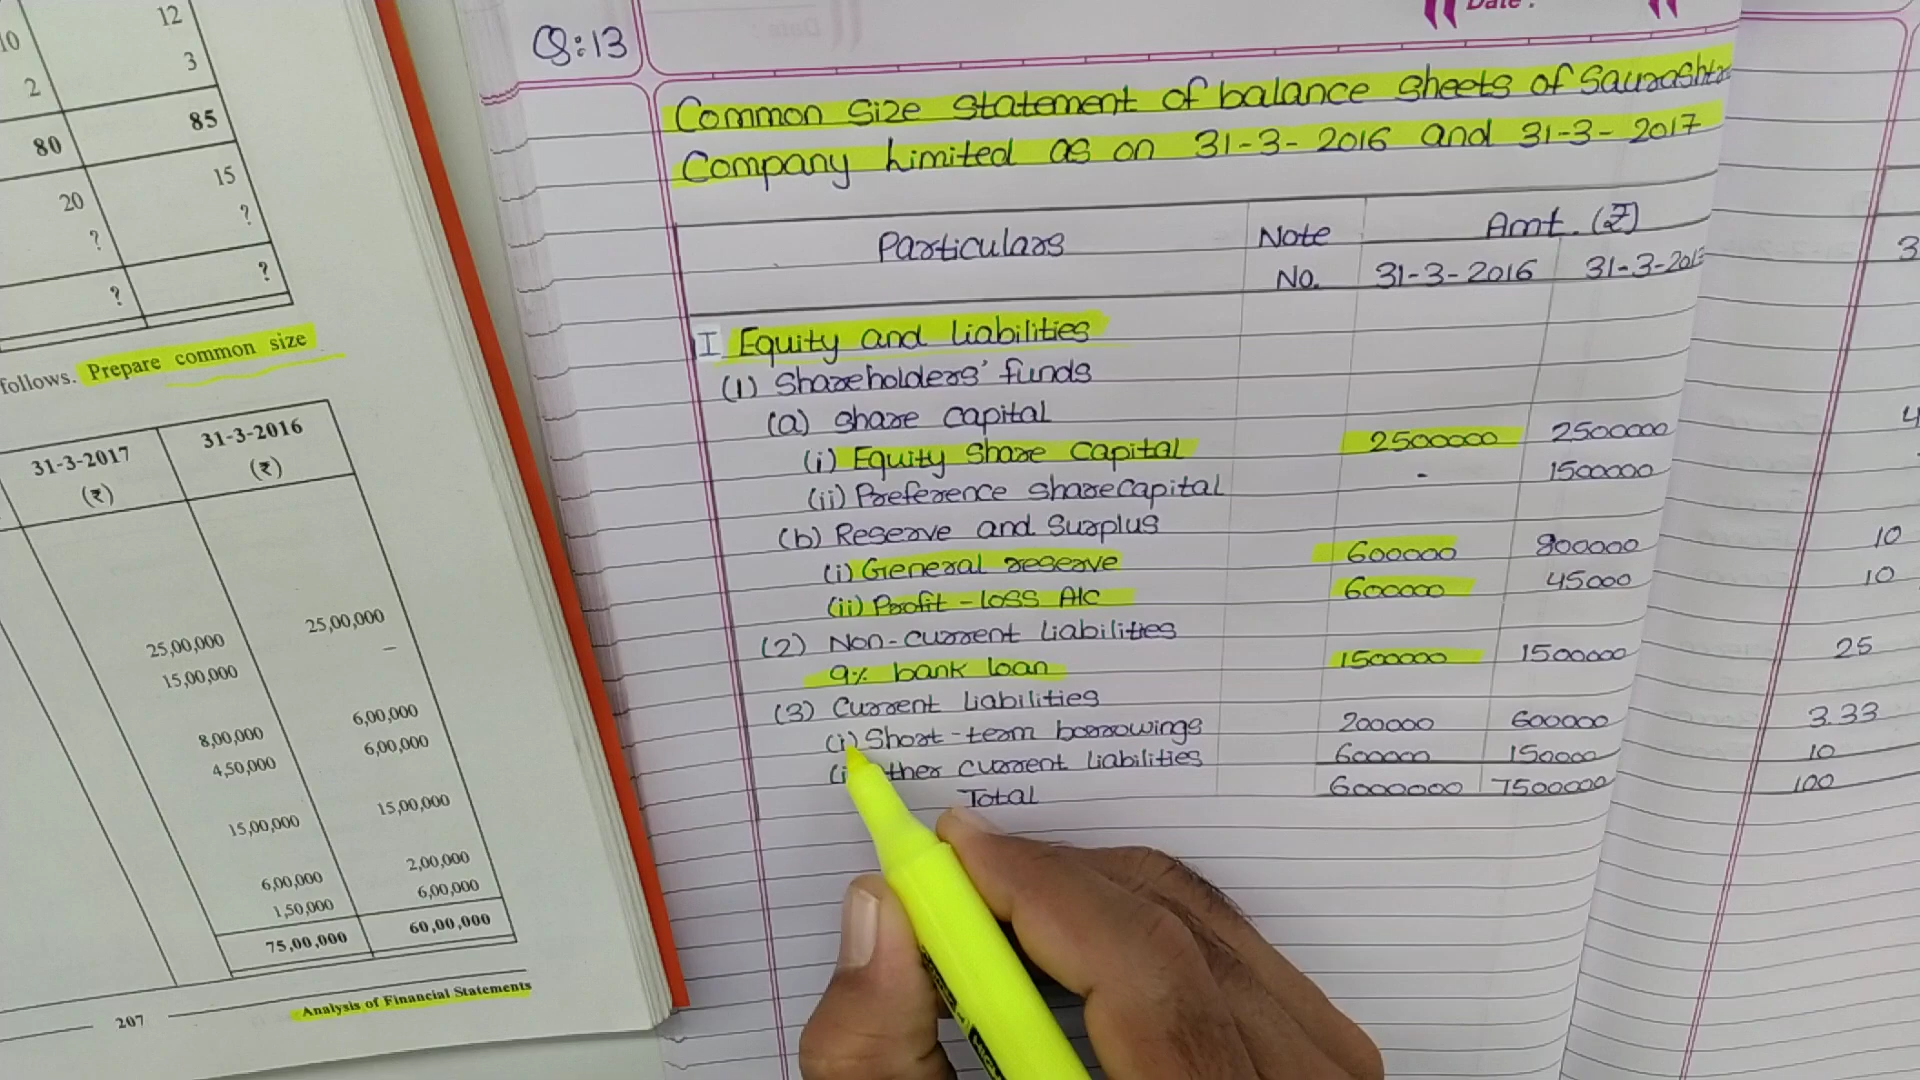 10 12
2 3
80 85
20 15
? ?
? ?
follows. Prepare common size
31-3-2017 31-3-2016
(₹) (₹)
25,00,000 25,00,000
15,00,000 –
8,00,000 6,00,000
4,50,000 6,00,000
15,00,000 15,00,000
6,00,000 2,00,000
1,50,000 6,00,000
75,00,000 60,00,000
207 Analysis of Financial Statements
Date :
Q:13
Common size statement of balance sheets of Saurashtra
Company Limited as on 31-3-2016 and 31-3-2017
Particulars Note Amt. (₹)
No. 31-3-2016 31-3-201
I Equity and Liabilities
(1) Shareholders' funds
(a) Share capital
(i) Equity Share Capital 2500000 2500000
(ii) Preference share capital - 1500000
(b) Reserve and Surplus
(i) General reserve 600000 800000 10
(ii) Profit - loss A/c 600000 45000 10
(2) Non-current Liabilities
9% bank loan 1500000 1500000 25
(3) Current Liabilities
(i) Short-term borrowings 200000 600000 3.33
(i ther current Liabilities 600000 150000 10
Total 6000000 7500000 100
3
4